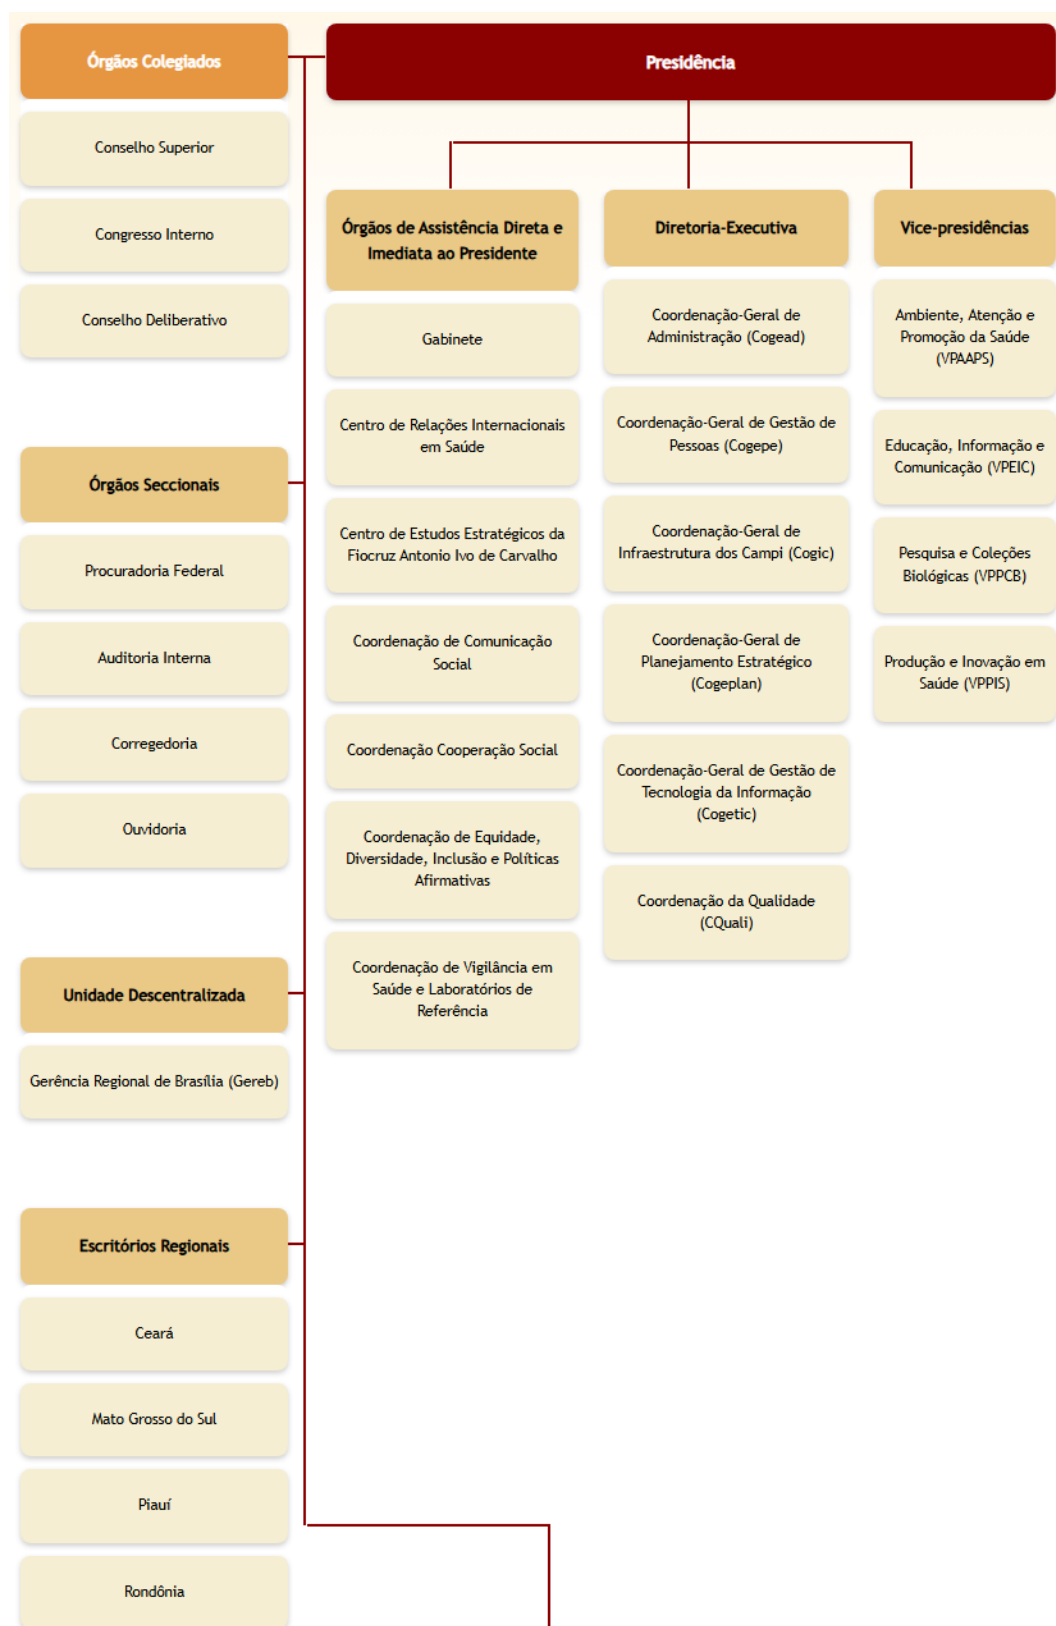 Órgãos Colegiados
Conselho Superior
Congresso Interno
Conselho Deliberativo
Órgãos Seccionais
Procuradoria Federal
Auditoria Interna
Corregedoria
Ouvidoria
Unidade Descentralizada
Gerência Regional de Brasília (Gereb)
Escritórios Regionais
Ceará
Mato Grosso do Sul
Piauí
Rondônia
Presidência
Órgãos de Assistência Direta e
Imediata ao Presidente
Gabinete
Centro de Relações Internacionais
em Saúde
Centro de Estudos Estratégicos da
Fiocruz Antonio Ivo de Carvalho
Coordenação de Comunicação
Social
Coordenação Cooperação Social
Coordenação de Equidade,
Diversidade, Inclusão e Políticas
Afirmativas
Coordenação de Vigilância em
Saúde e Laboratórios de
Referência
Diretoria-Executiva
Coordenação-Geral de
Administração (Cogead)
Coordenação-Geral de Gestão de
Pessoas (Cogepe)
Coordenação-Geral de
Infraestrutura dos Campi (Cogic)
Coordenação-Geral de
Planejamento Estratégico
(Cogeplan)
Coordenação-Geral de Gestão de
Tecnologia da Informação
(Cogetic)
Coordenação da Qualidade
(CQuali)
Vice-presidências
Ambiente, Atenção e
Promoção da Saúde
(VPAAPS)
Educação, Informação e
Comunicação (VPEIC)
Pesquisa e Coleções
Biológicas (VPPCB)
Produção e Inovação em
Saúde (VPPIS)